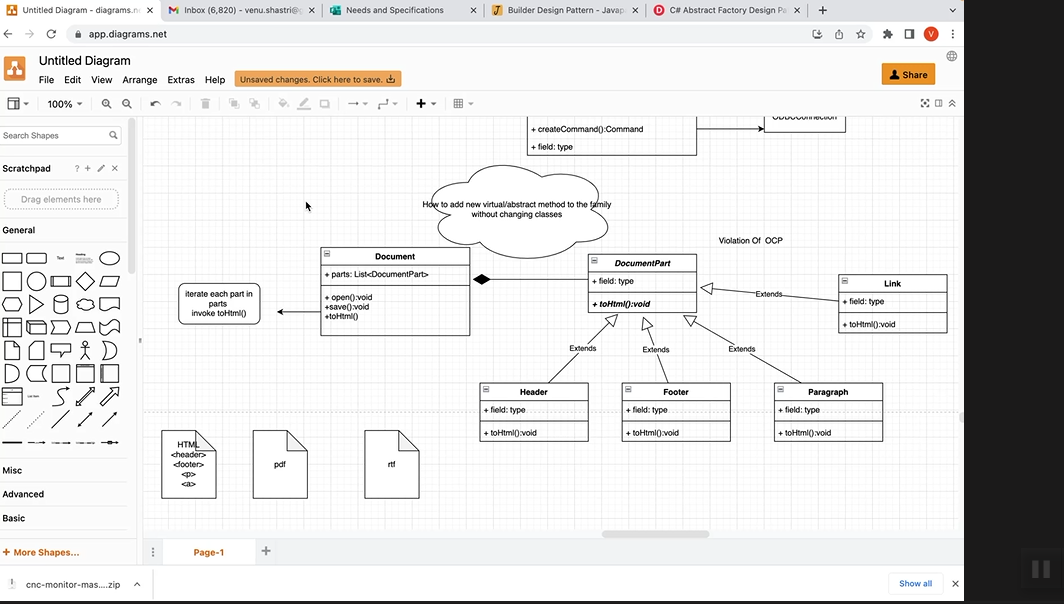 Untitled Diagram - diagrams.n
Inbox (6,820) - venu.shastri@
Needs and Specifications
Builder Design Pattern - Javap
C# Abstract Factory Design Pa
app.diagrams.net
V
Untitled Diagram
File Edit View Arrange Extras Help
Unsaved changes. Click here to save.
Share
100%
Search Shapes
Scratchpad
Drag elements here
General
Text
Heading
List Item
Misc
Advanced
Basic
+ More Shapes...
ODBCConnection
+ createCommand():Command
+ field: type
How to add new virtual/abstract method to the family
without changing classes
Violation Of OCP
Document
+ parts: List<DocumentPart>
+ open():void
+save():void
+toHtml()
iterate each part in
parts
invoke toHtml()
DocumentPart
+ field: type
+ toHtml():void
Link
+ field: type
+ toHtml():void
Extends
Extends
Extends
Extends
Header
+ field: type
+ toHtml():void
Footer
+ field: type
+ toHtml():void
Paragraph
+ field: type
+ toHtml():void
HTML
<header>
<footer>
<p>
<a>
pdf
rtf
Page-1
cnc-monitor-mas....zip
Show all